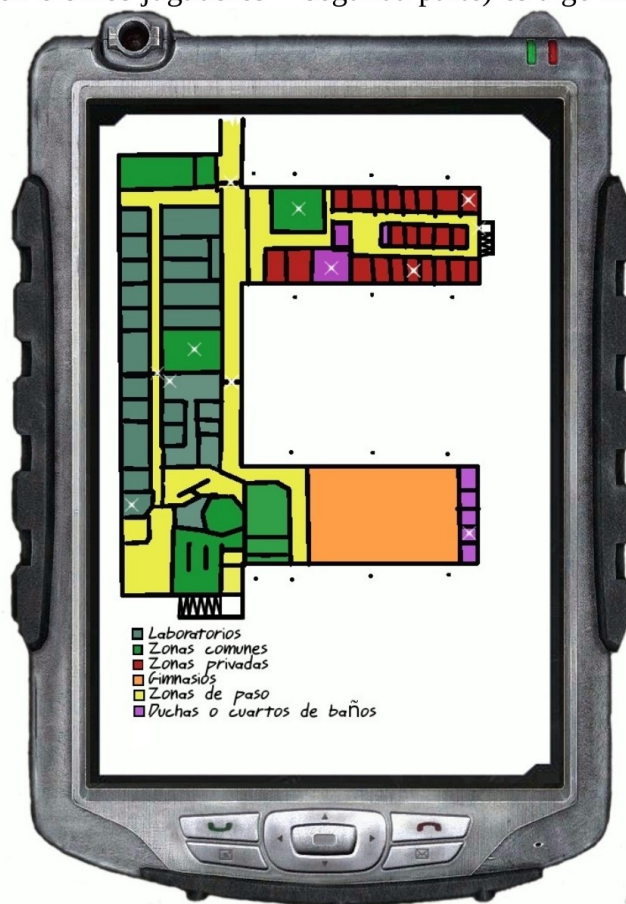 Laboratorios
Zonas comunes
Zonas privadas
Gimnasios
Zonas de paso
Duchas o cuartos de baños